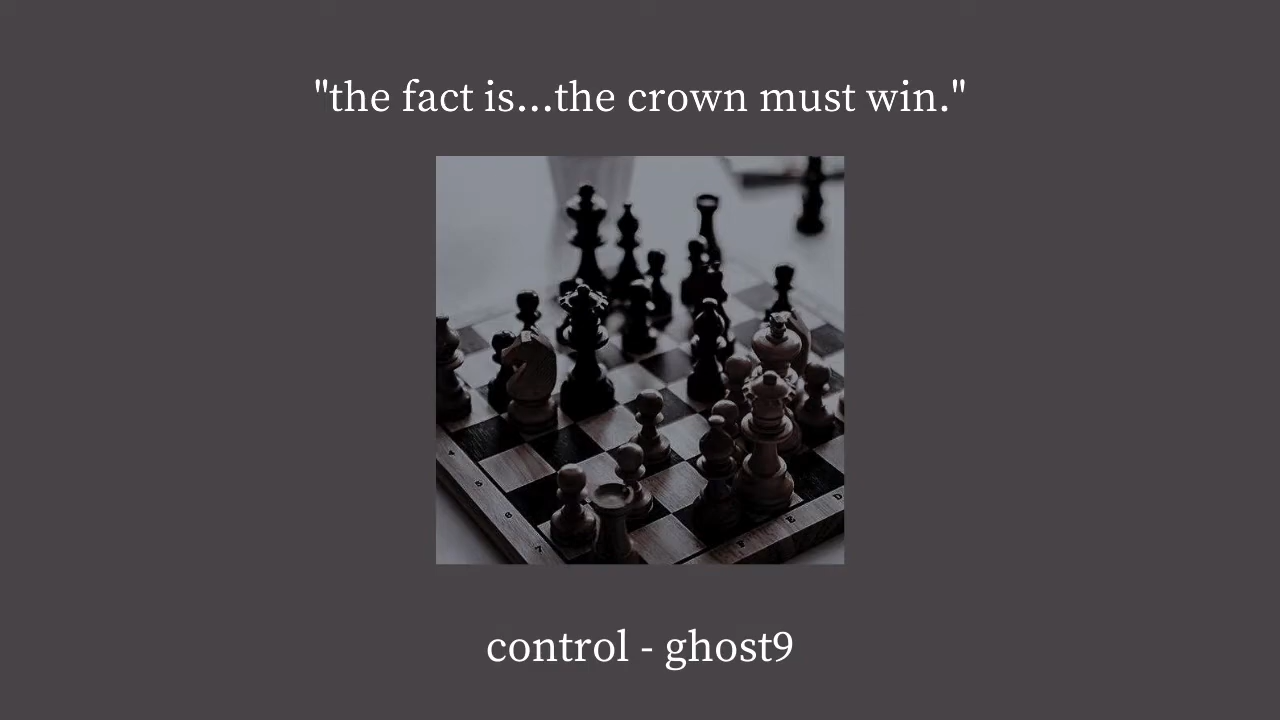 "the fact is...the crown must win."
control - ghost9